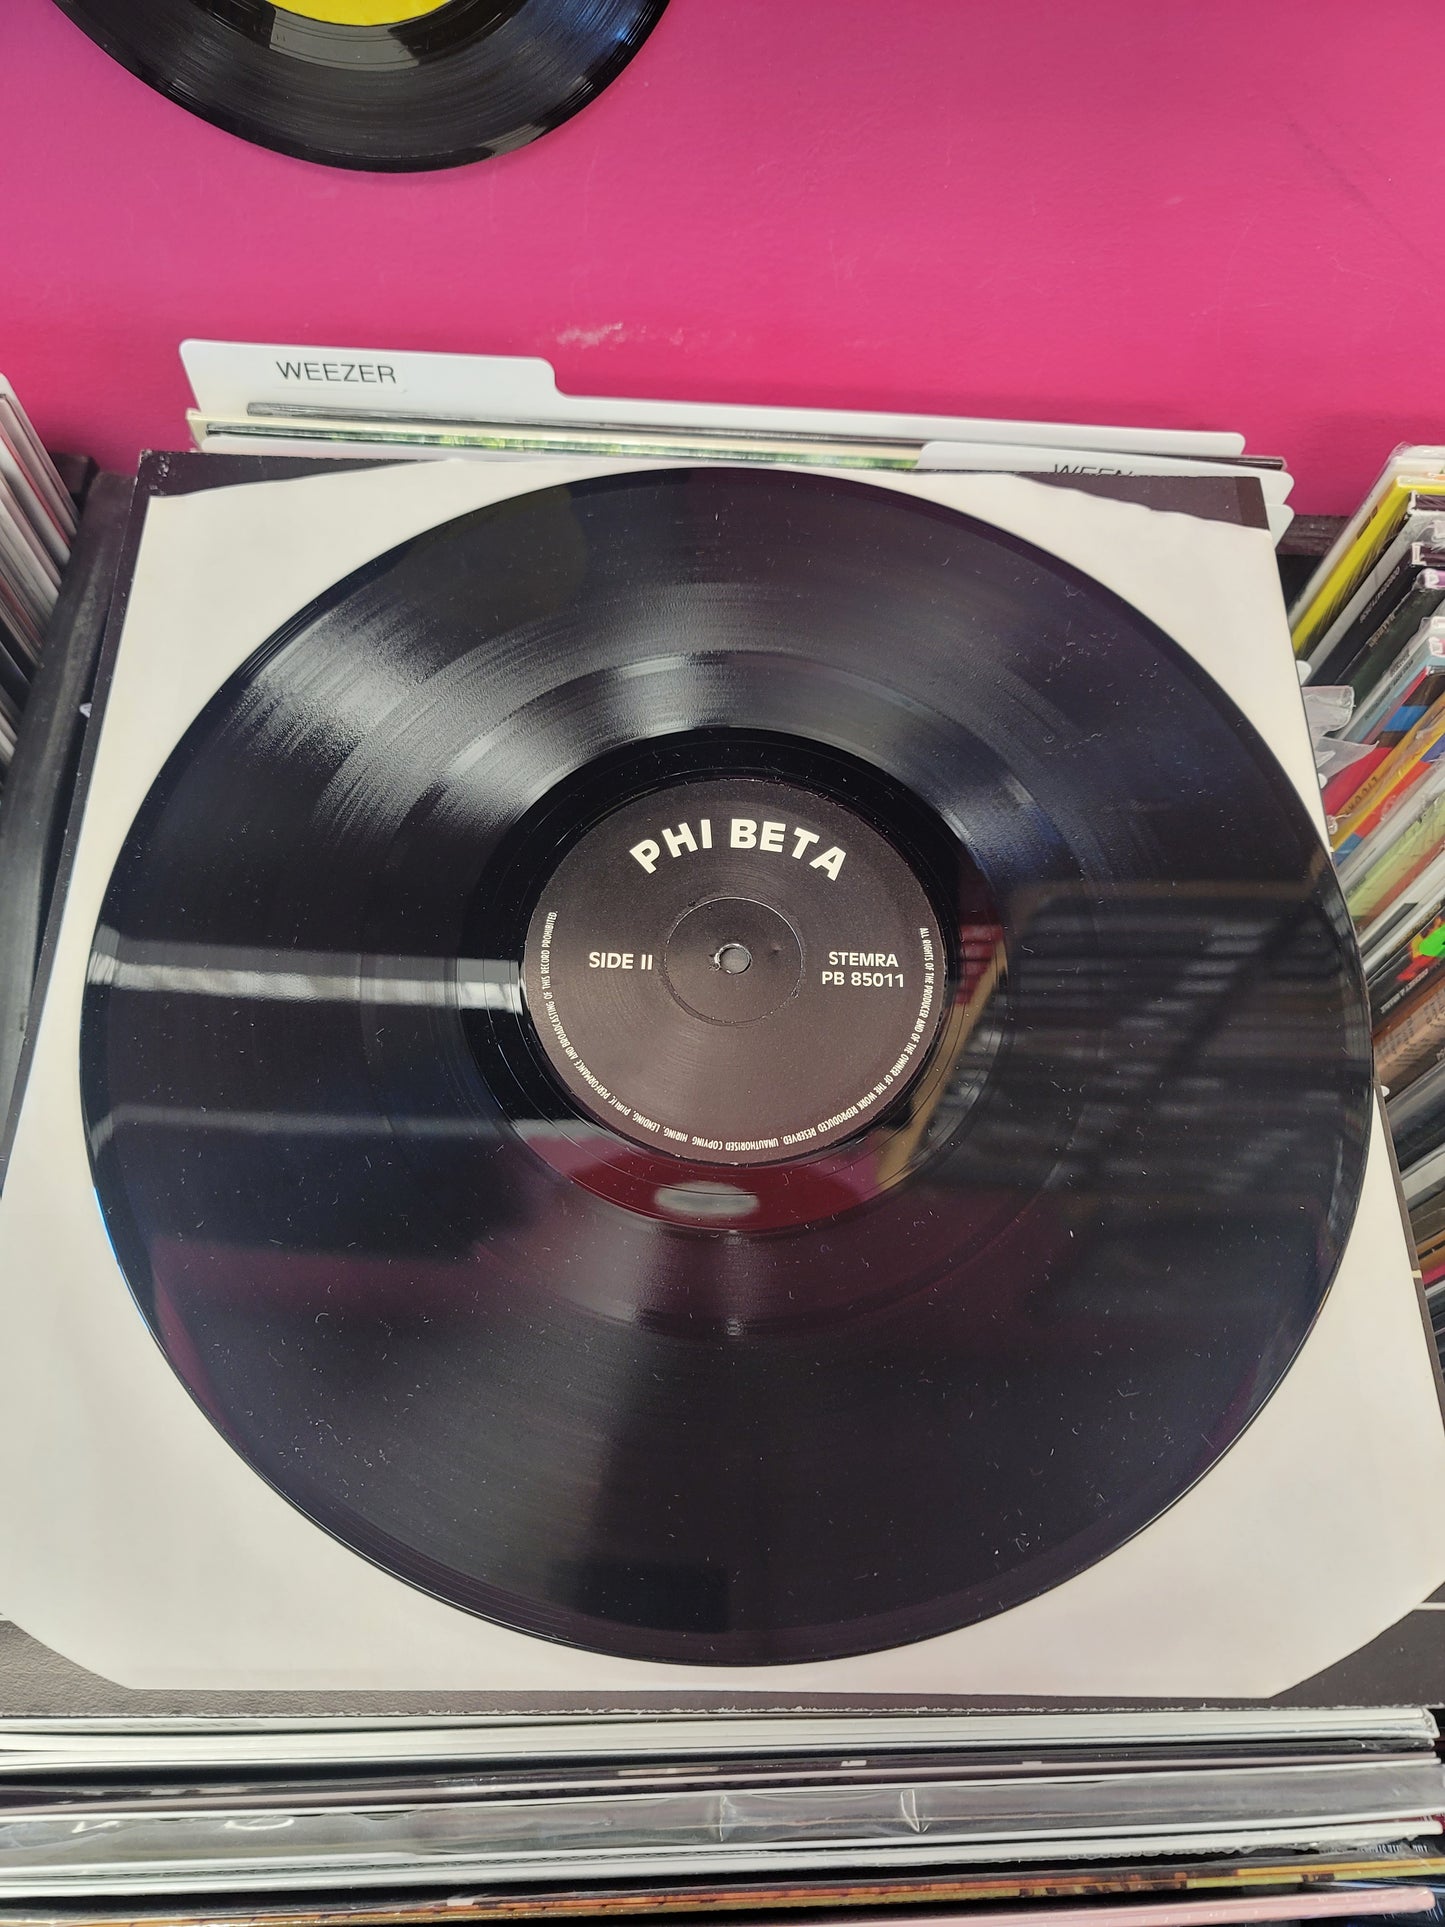 WEEZER
WEEN
PHI BETA
SIDE II
STEMRA
PB 85011
ALL RIGHTS OF THE PRODUCER AND OF THE OWNER OF THE WORK REPRODUCED RESERVED. UNAUTHORISED COPYING, HIRING, LENDING, PUBLIC PERFORMANCE AND BROADCASTING OF THIS RECORD PROHIBITED.